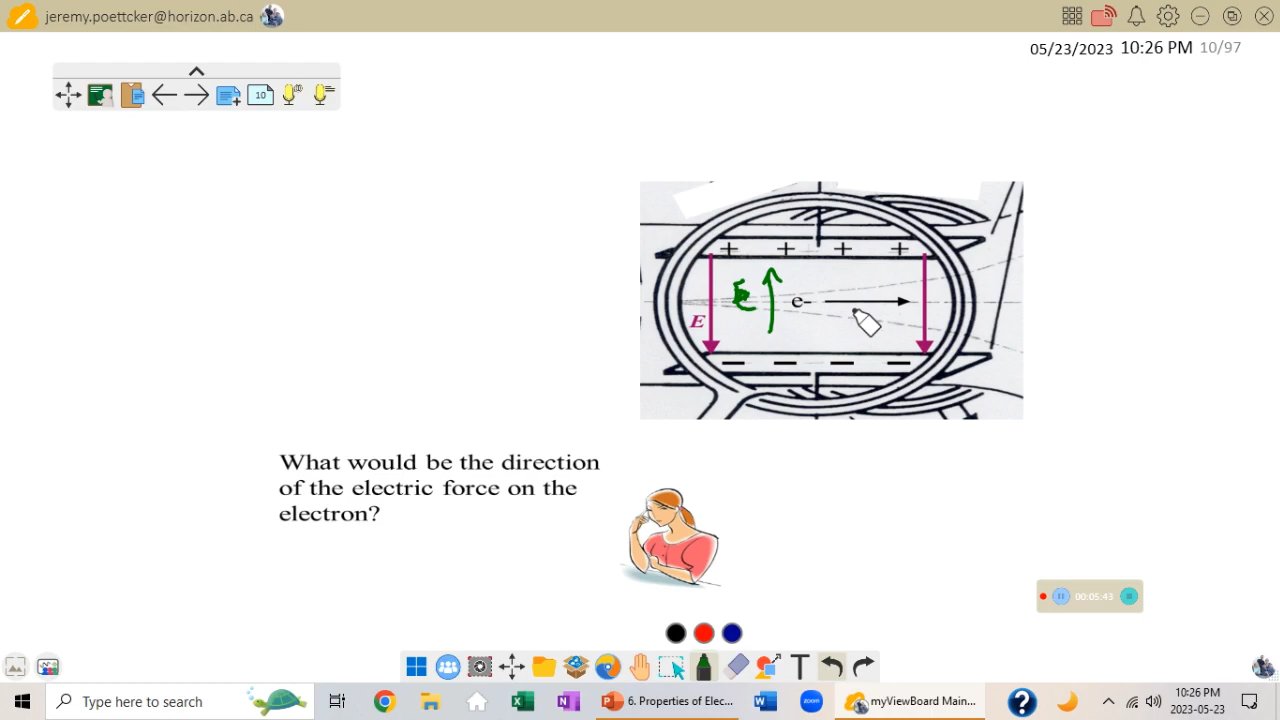 jeremy.poettcker@horizon.ab.ca
05/23/2023 10:26 PM 10/97
10
+ + + +
E
e-
E
− − − −
What would be the direction
of the electric force on the
electron?
00:05:43
T
Type here to search
6. Properties of Elec...
myViewBoard Main...
zoom
10:26 PM
2023-05-23